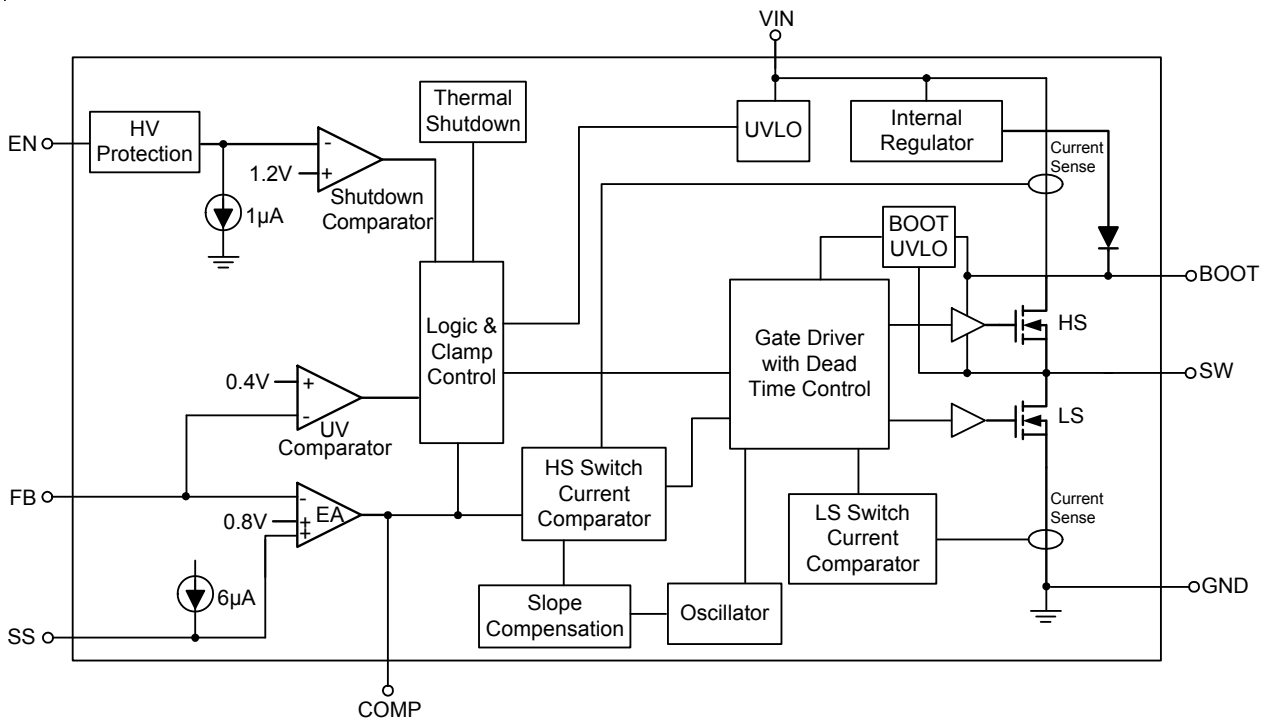 VIN
Thermal
Shutdown
HV
Protection
EN
-
1.2V
+
Shutdown
Comparator
1µA
UVLO
Internal
Regulator
Current
Sense
BOOT
UVLO
BOOT
Logic &
Clamp
Control
Gate Driver
with Dead
Time Control
HS
SW
0.4V
+
-
UV
Comparator
LS
FB
-
0.8V
+
+
EA
HS Switch
Current
Comparator
LS Switch
Current
Comparator
Current
Sense
6µA
Slope
Compensation
Oscillator
GND
SS
COMP